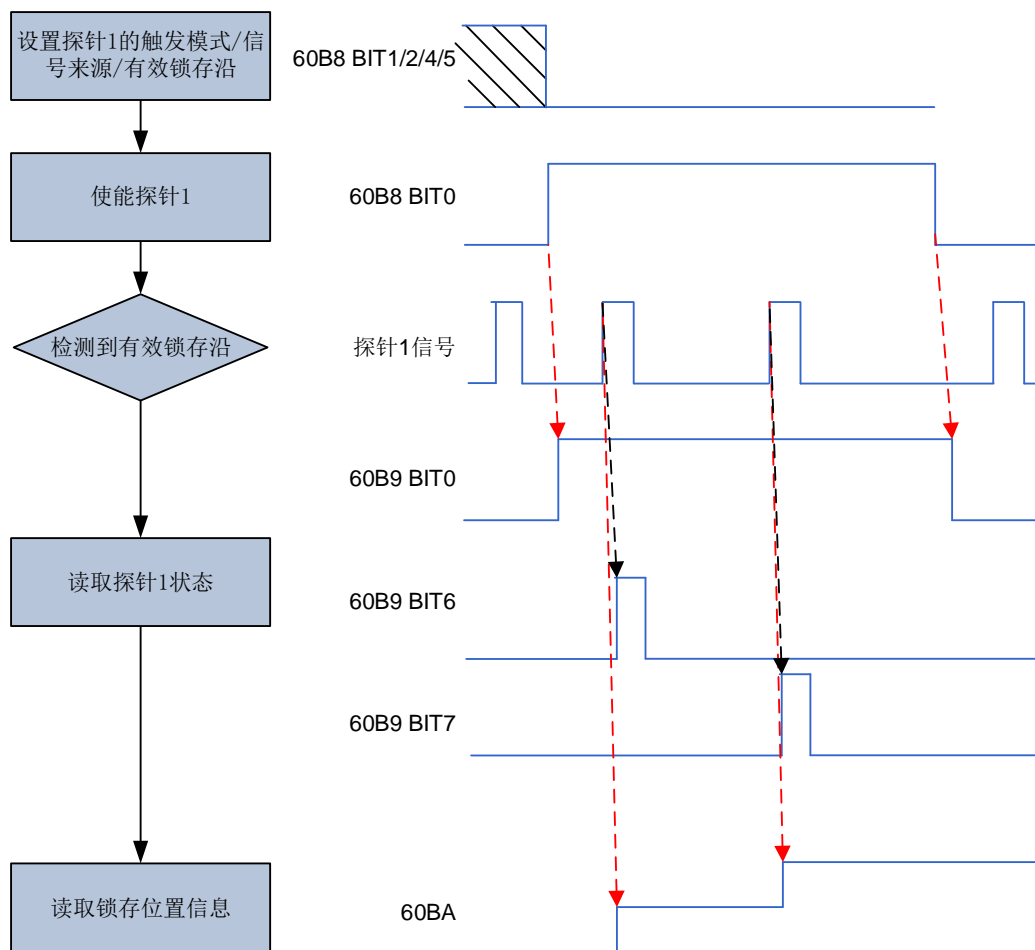 设置探针1的触发模式/信
号来源/有效锁存沿
使能探针1
检测到有效锁存沿
读取探针1状态
读取锁存位置信息
60B8 BIT1/2/4/5
60B8 BIT0
探针1信号
60B9 BIT0
60B9 BIT6
60B9 BIT7
60BA